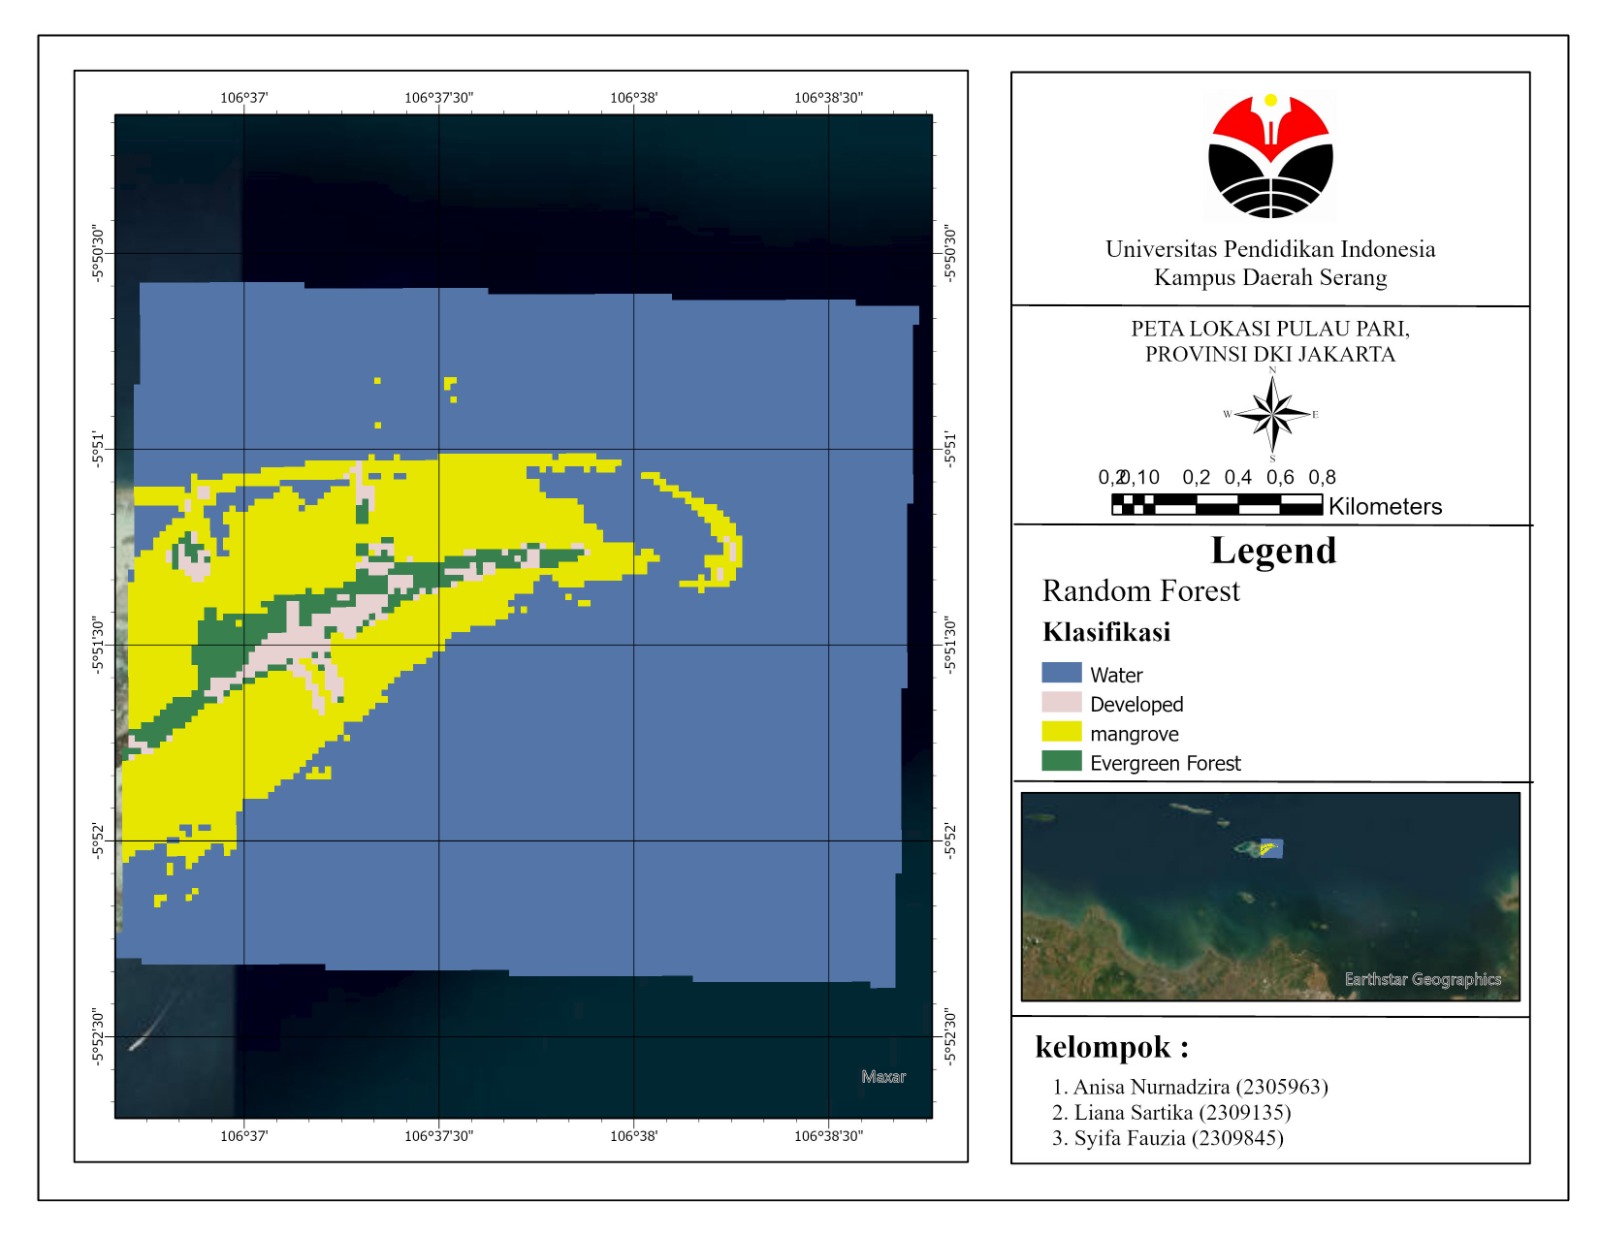 106°37'
106°37'30"
106°38'
106°38'30"
-5°50'30"
-5°50'30"
-5°51'
-5°51'
-5°51'30"
-5°51'30"
-5°52'
-5°52'
-5°52'30"
-5°52'30"
Maxar
106°37'
106°37'30"
106°38'
106°38'30"
Universitas Pendidikan Indonesia
Kampus Daerah Serang
PETA LOKASI PULAU PARI,
PROVINSI DKI JAKARTA
N
W E
S
0,2 0,1 0 0,2 0,4 0,6 0,8
Kilometers
Legend
Random Forest
Klasifikasi
Water
Developed
mangrove
Evergreen Forest
Earthstar Geographics
kelompok :
1. Anisa Nurnadzira (2305963)
2. Liana Sartika (2309135)
3. Syifa Fauzia (2309845)